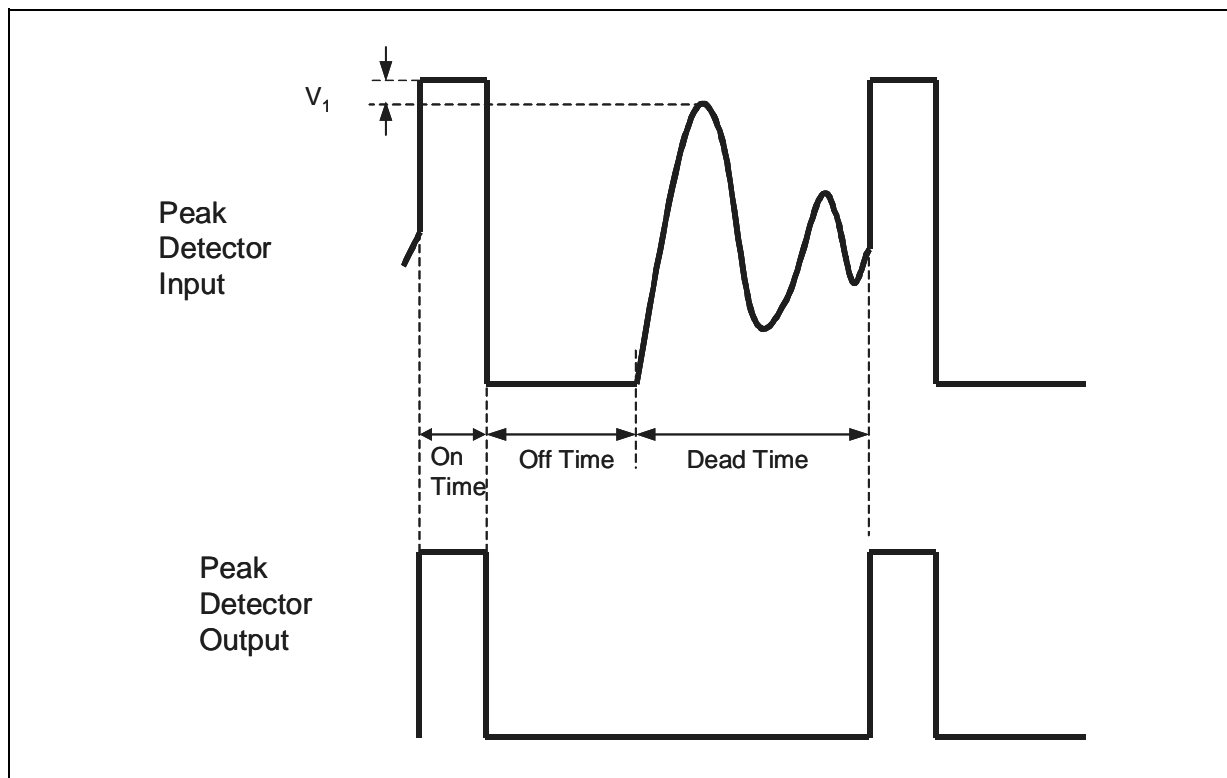 V1
Peak
Detector
Input
On
Time
Off Time
Dead Time
Peak
Detector
Output